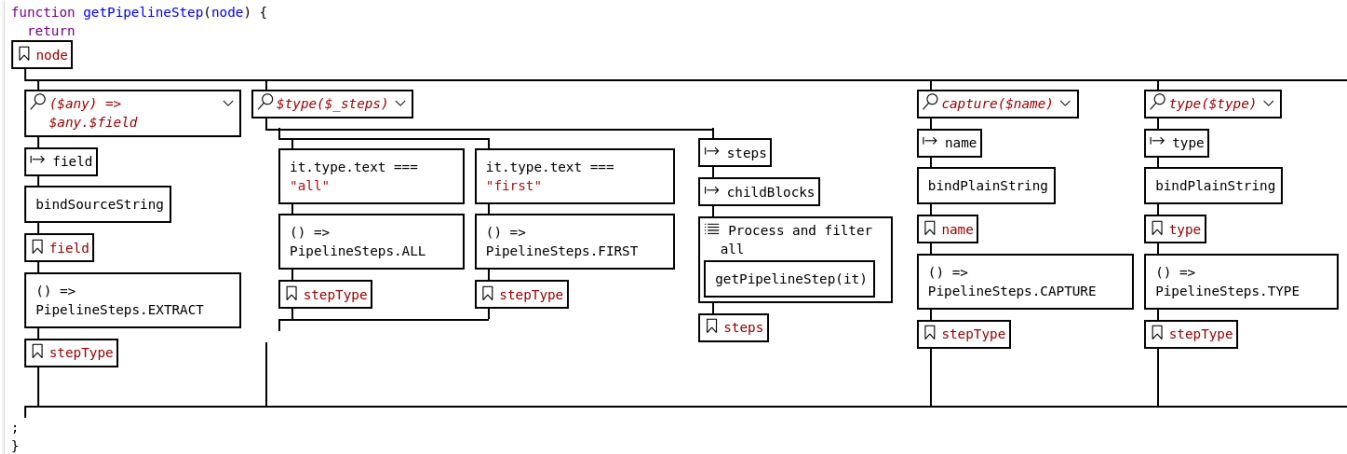 function getPipelineStep(node) {
return
node
($any) =>
$any.$field
field
bindSourceString
field
() =>
PipelineSteps.EXTRACT
stepType
$type($_steps)
it.type.text ===
"all"
() =>
PipelineSteps.ALL
stepType
it.type.text ===
"first"
() =>
PipelineSteps.FIRST
stepType
steps
childBlocks
Process and filter
all
getPipelineStep(it)
steps
capture($name)
name
bindPlainString
name
() =>
PipelineSteps.CAPTURE
stepType
type($type)
type
bindPlainString
type
() =>
PipelineSteps.TYPE
stepType
;
}